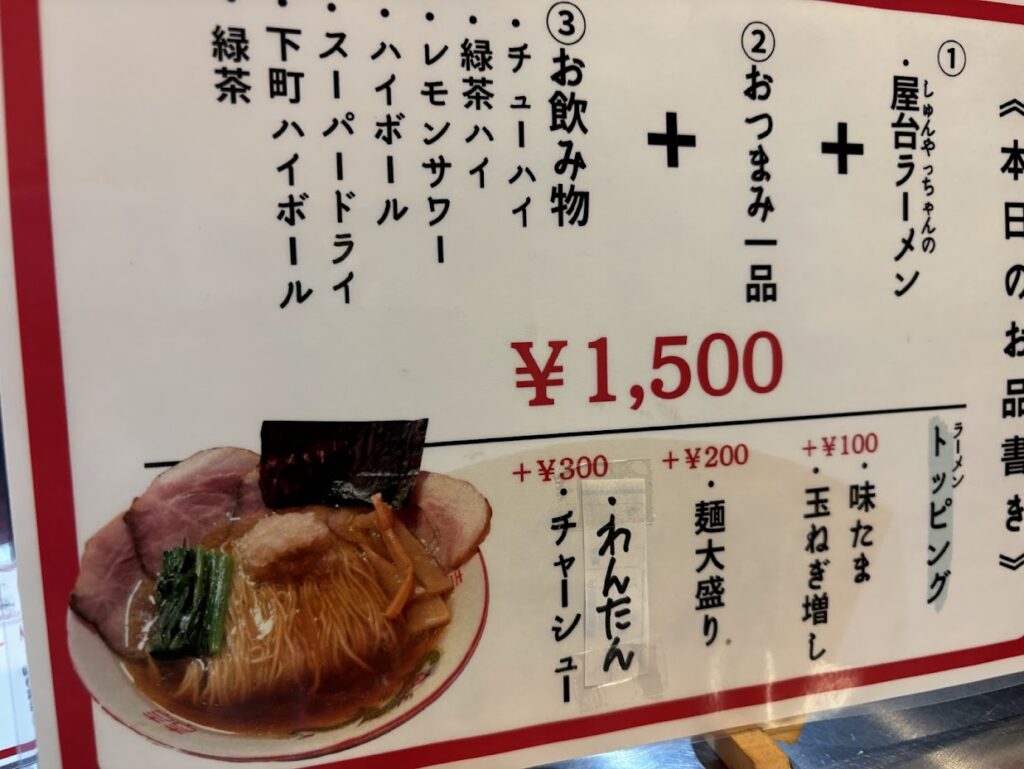 《本日のお品書き》
①
しゅんやっちゃんの
・屋台ラーメン
+
②おつまみ一品
+
③お飲み物
・チューハイ
・緑茶ハイ
・レモンサワー
・ハイボール
・スーパードライ
・下町ハイボール
・緑茶
¥1,500
ラーメン
トッピング
+¥100
・味たま
・玉ねぎ増し
+¥200
・麺大盛り
+¥300
・わんたん
・チャーシュー